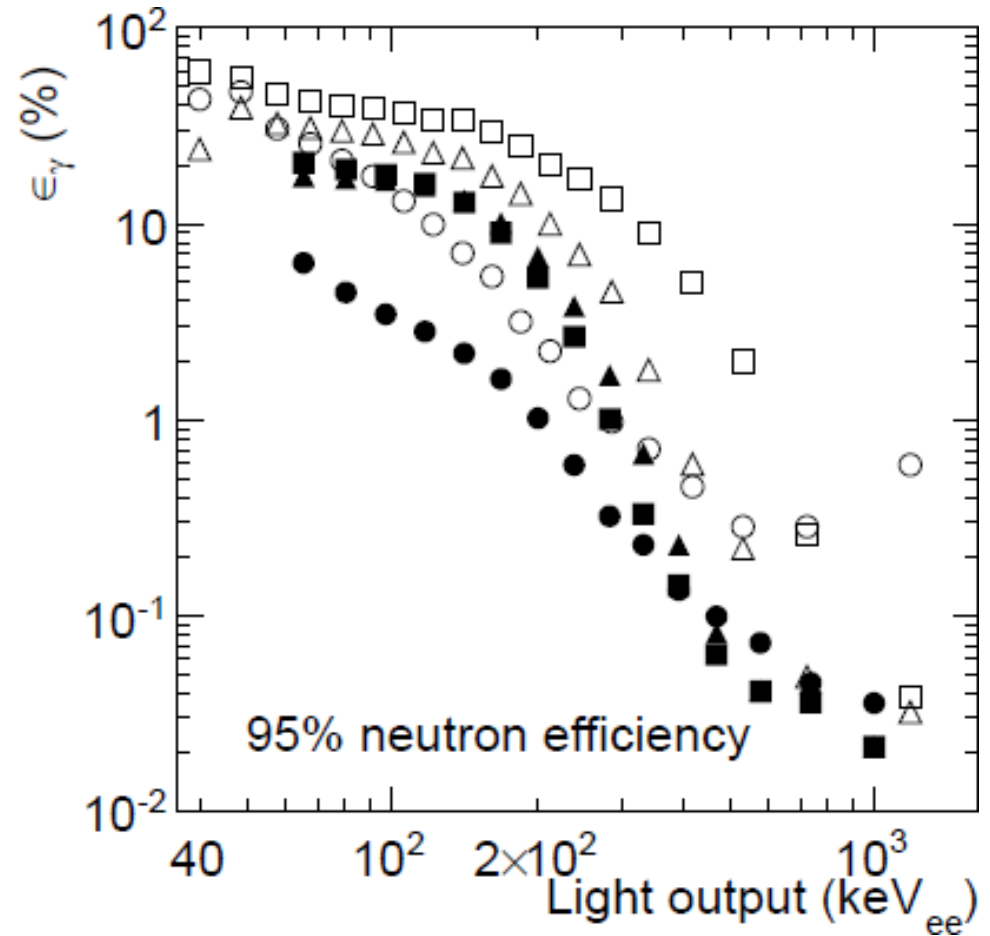 10²
ϵγ (%)
10
1
10⁻¹
95% neutron efficiency
10⁻²
40 10² 2×10² 10³
Light output (keVee)